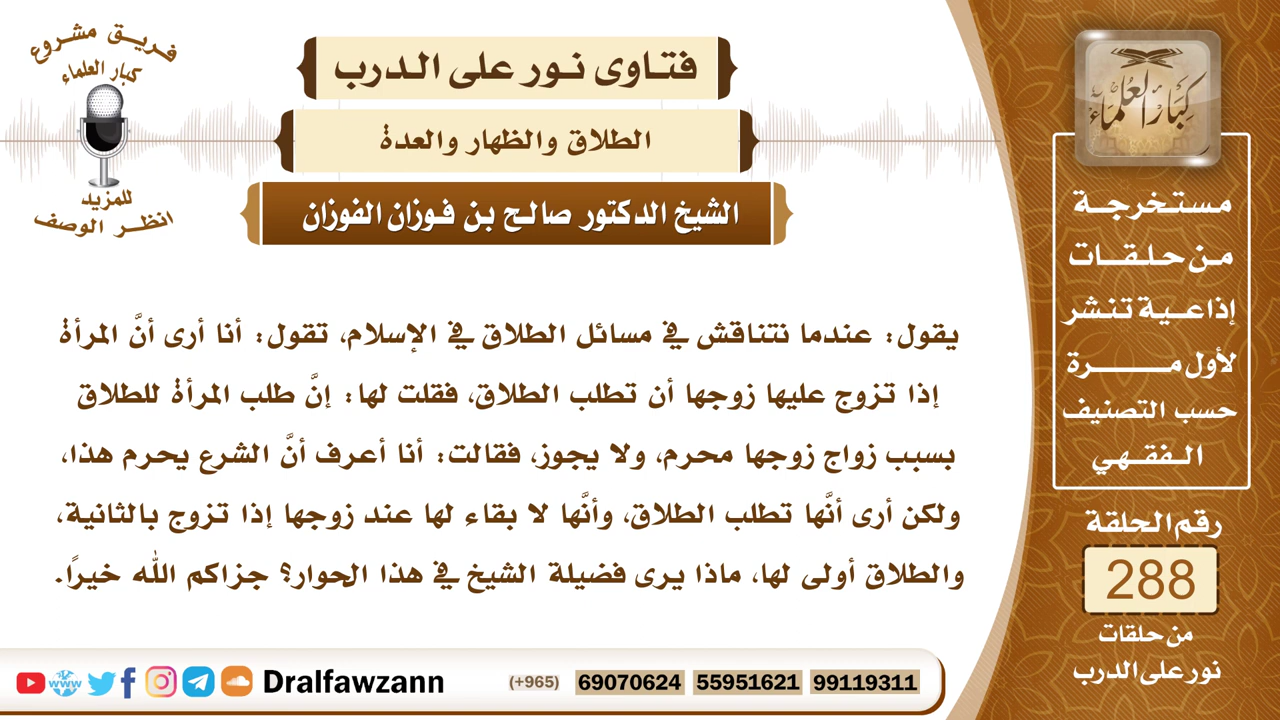 فريق مشروع
كبار العلماء
للمزيد
انظر الوصف
فتاوى نور على الدرب
الطلاق والظهار والعدة
الشيخ الدكتور صالح بن فوزان الفوزان
يقول: عندما نتناقش في مسائل الطلاق في الإسلام، تقول: أنا أرى أنَّ المرأة
إذا تزوج عليها زوجها أن تطلب الطلاق، فقلت لها: إنَّ طلب المرأة للطلاق
بسبب زواج زوجها محرم، ولا يجوز، فقالت: أنا أعرف أنَّ الشرع يحرم هذا،
ولكن أرى أنَّها تطلب الطلاق، وأنَّها لا بقاء لها عند زوجها إذا تزوج بالثانية،
والطلاق أولى لها، ماذا يرى فضيلة الشيخ في هذا الحوار؟ جزاكم الله خيرًا.
كبار العلماء
مستخرجة
من حلقات
إذاعية تنشر
لأول مرة
حسب التصنيف
الفقهي
رقم الحلقة
288
من حلقات
نور على الدرب
www
Dralfawzann
(+965) 69070624 55951621 99119311